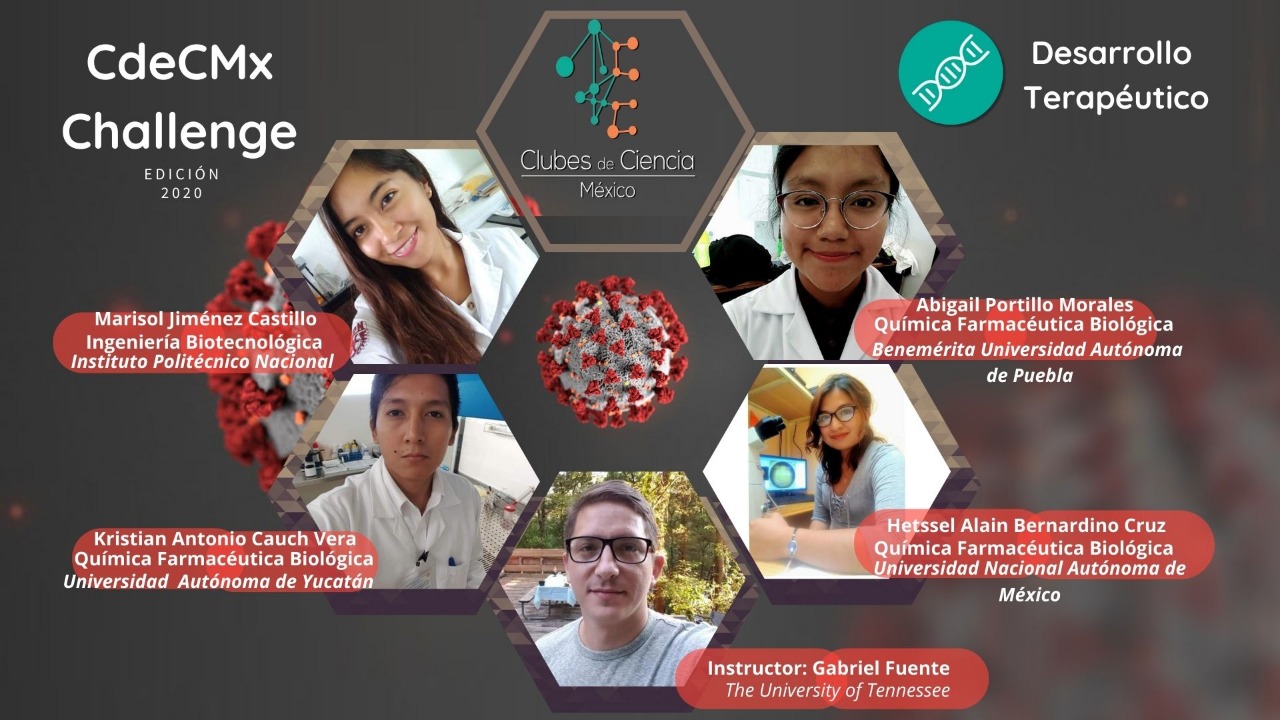 CdeCMx
Challenge
EDICIÓN
2020
Clubes de Ciencia
México
Desarrollo
Terapéutico
Marisol Jiménez Castillo
Ingeniería Biotecnológica
Instituto Politécnico Nacional
Abigail Portillo Morales
Química Farmacéutica Biológica
Benemérita Universidad Autónoma
de Puebla
Kristian Antonio Cauch Vera
Química Farmacéutica Biológica
Universidad Autónoma de Yucatán
Hetssel Alain Bernardino Cruz
Química Farmacéutica Biológica
Universidad Nacional Autónoma de
México
Instructor: Gabriel Fuente
The University of Tennessee